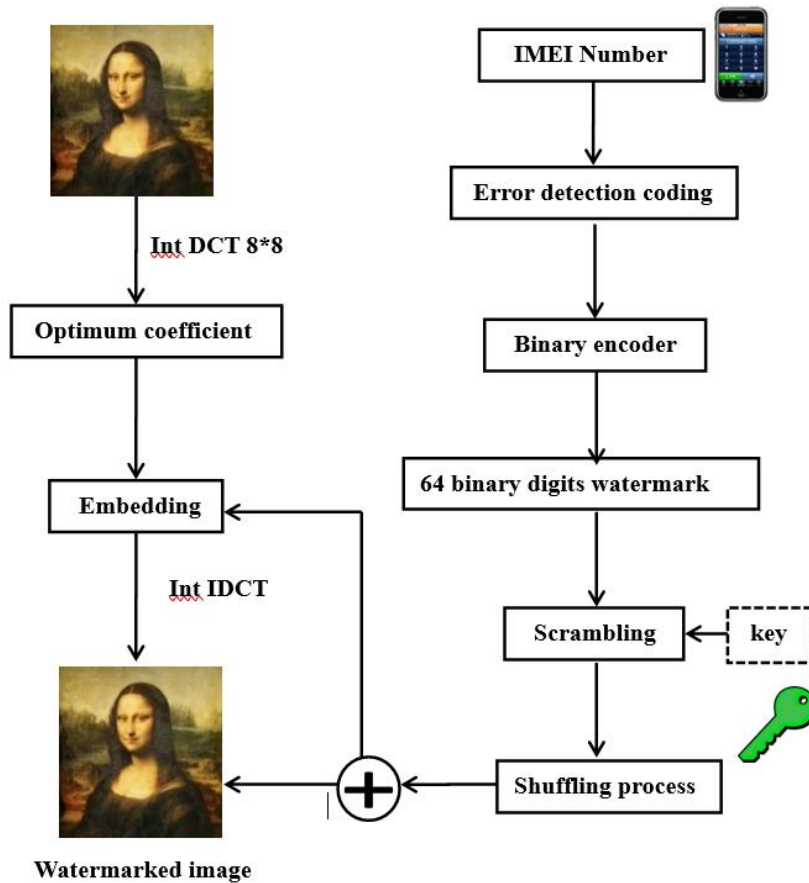 IMEI Number
Error detection coding
Int DCT 8*8
Optimum coefficient
Binary encoder
64 binary digits watermark
Embedding
Int IDCT
Scrambling
key
Shuffling process
Watermarked image